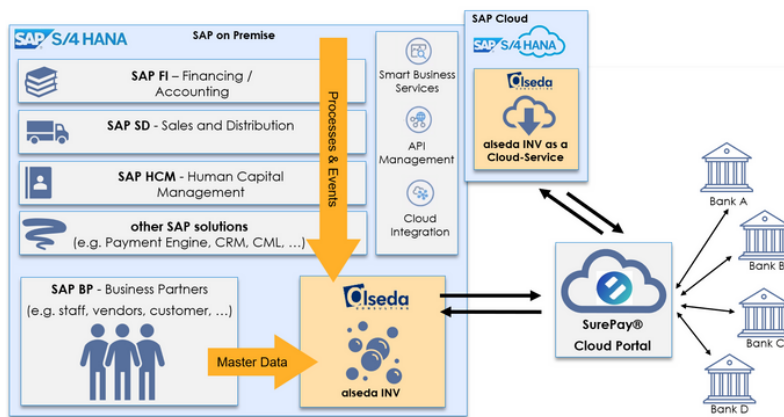 SAP S/4HANA
SAP on Premise
SAP FI – Financing /
Accounting
SAP SD - Sales and Distribution
SAP HCM - Human Capital
Management
other SAP solutions
(e.g. Payment Engine, CRM, CML, …)
Processes & Events
Smart Business
Services
API
Management
Cloud
Integration
SAP BP - Business Partners
(e.g. staff, vendors, customer, …)
Master Data
alseda
CONSULTING
alseda INV
SAP Cloud
SAP S/4HANA
alseda
CONSULTING
alseda INV as a
Cloud-Service
SurePay®
Cloud Portal
Bank A
Bank B
Bank C
Bank D